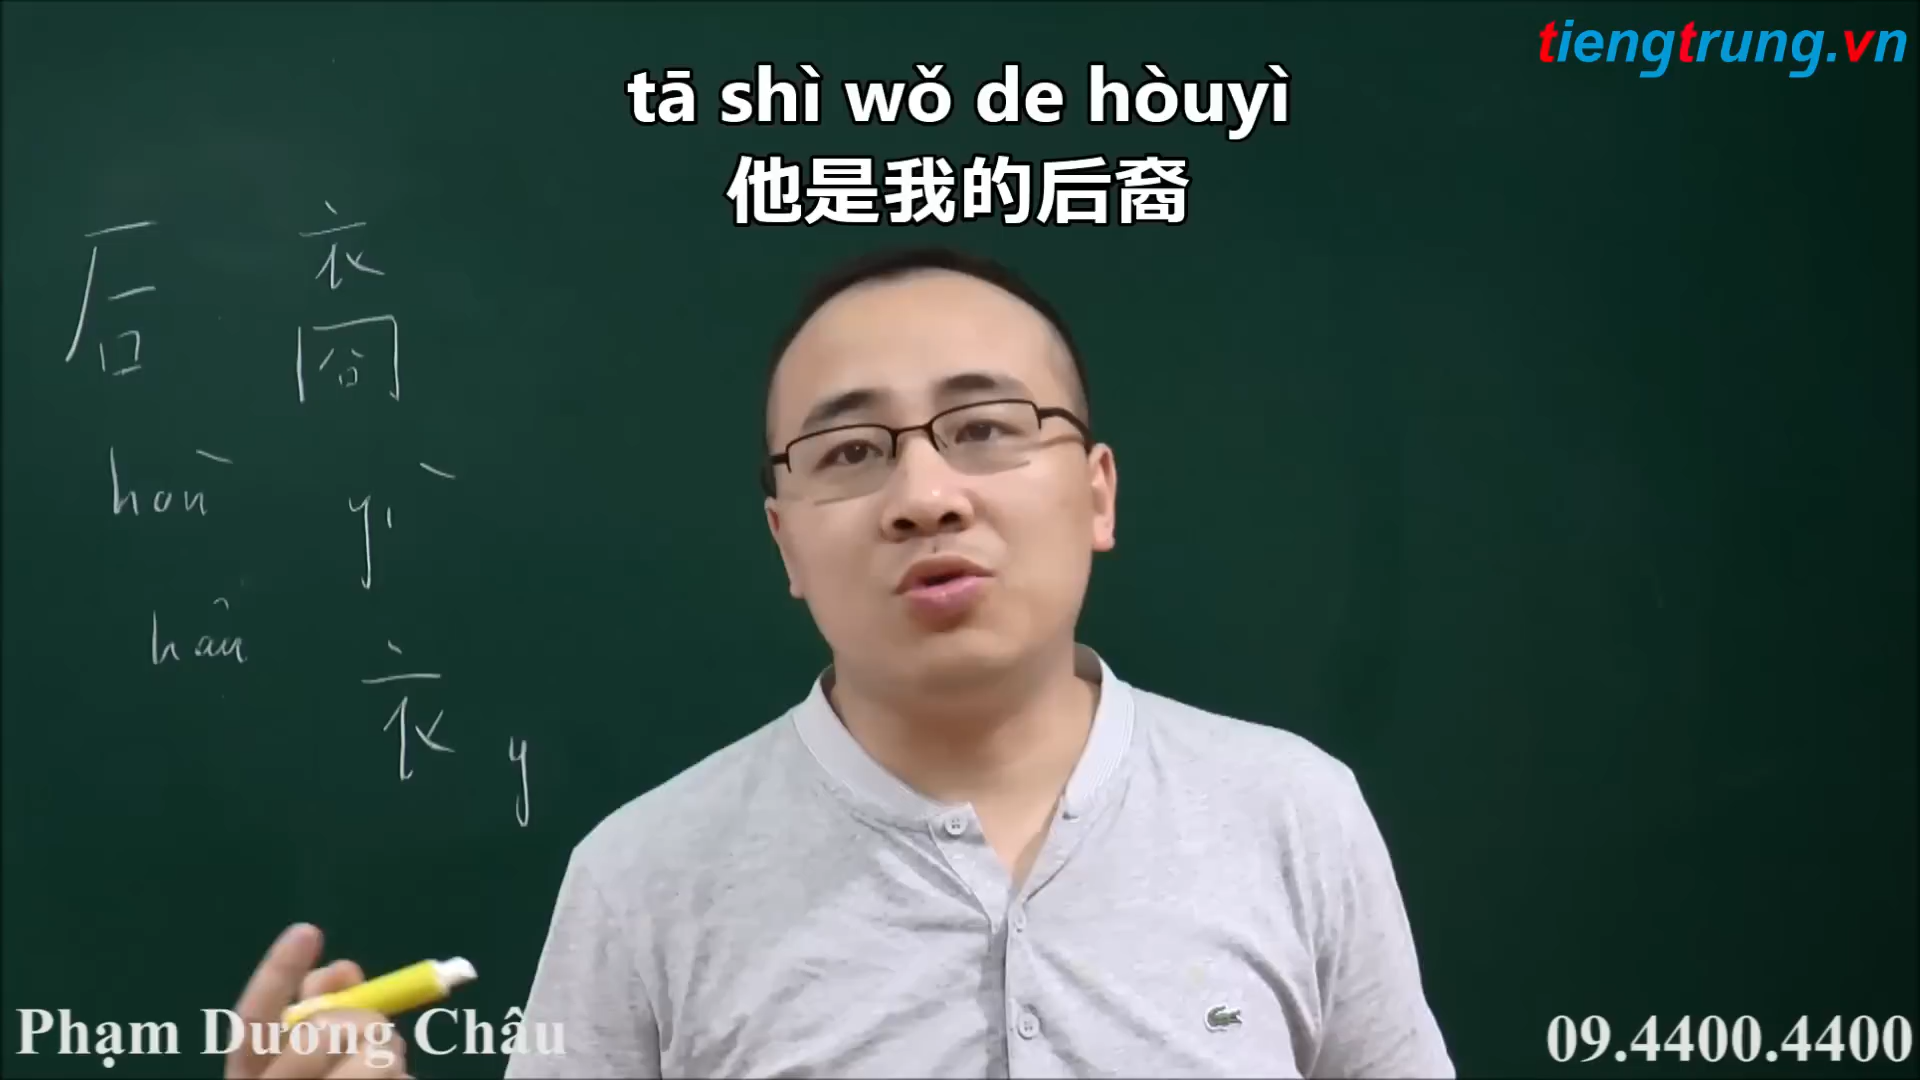 tiengtrung.vn
tā shì wǒ de hòuyì
他是我的后裔
后 裔
hòu yì
hậu
衣 y
Phạm Dương Châu
09.4400.4400